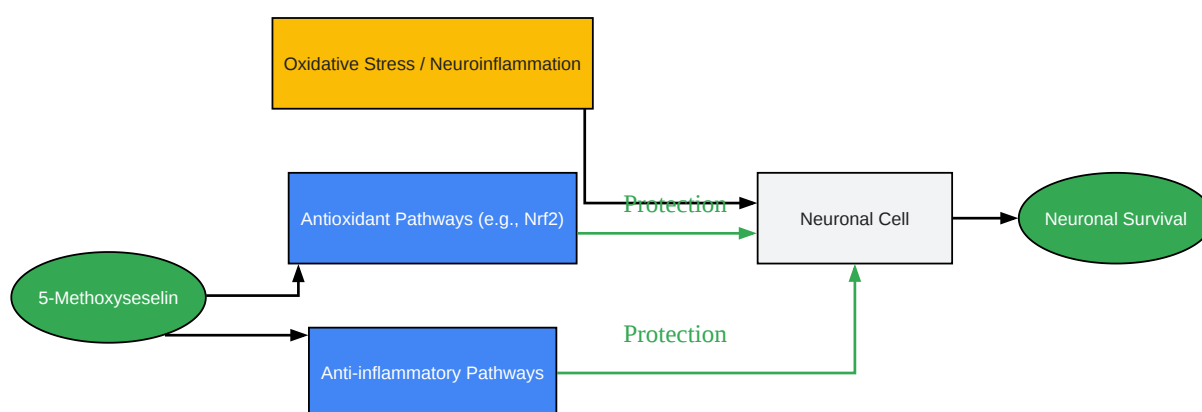 Oxidative Stress / Neuroinflammation
Antioxidant Pathways (e.g., Nrf2)
Protection
Neuronal Cell
Neuronal Survival
5-Methoxyseselin
Protection
Anti-inflammatory Pathways